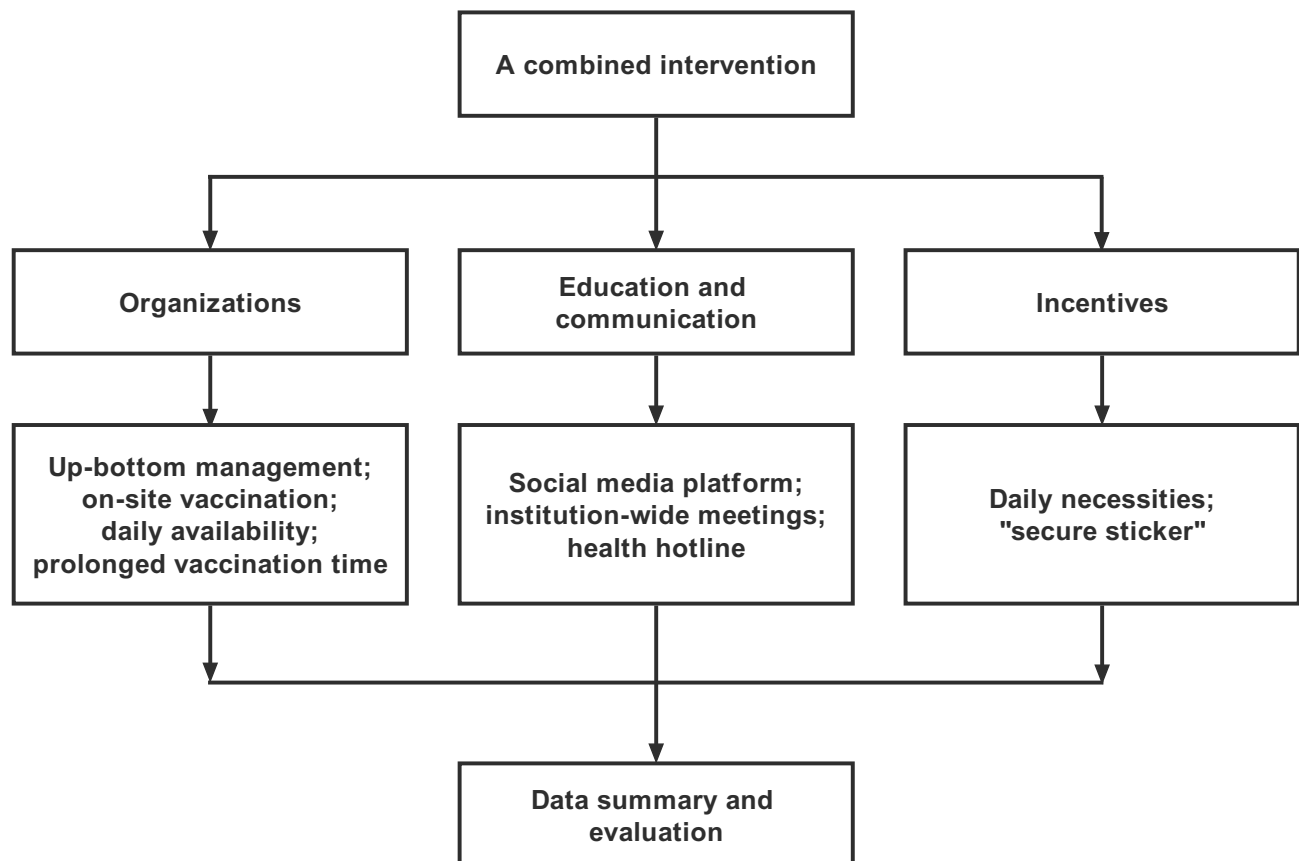 A combined intervention
Organizations
Education and
communication
Incentives
Up-bottom management;
on-site vaccination;
daily availability;
prolonged vaccination time
Social media platform;
institution-wide meetings;
health hotline
Daily necessities;
"secure sticker"
Data summary and
evaluation